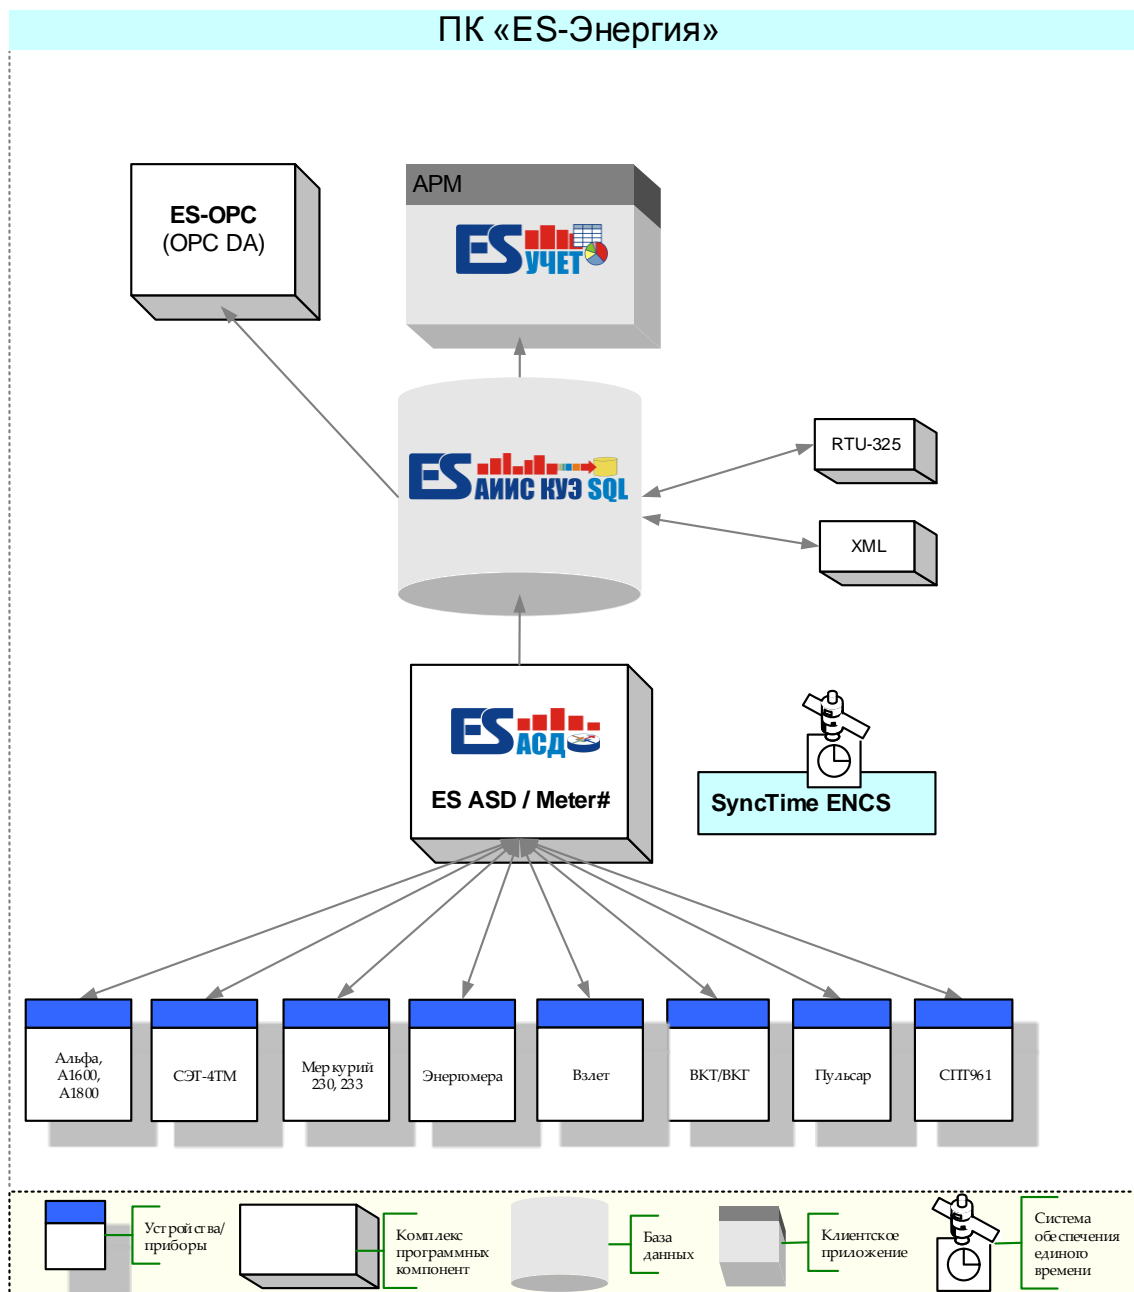 ПК «ES-Энергия»
ES-OPC
(OPC DA)
АРМ
ES УЧЕТ
ES АИИС КУЭ SQL
RTU-325
XML
ES АСД
ES ASD / Meter#
SyncTime ENCS
Альфа,
А1600,
А1800
СЭТ-4ТМ
Меркурий
230, 233
Энергомера
Взлет
ВКТ/ВКГ
Пульсар
СПТ961
Устройства/
приборы
Комплекс
программных
компонент
База
данных
Клиентское
приложение
Система
обеспечения
единого
времени